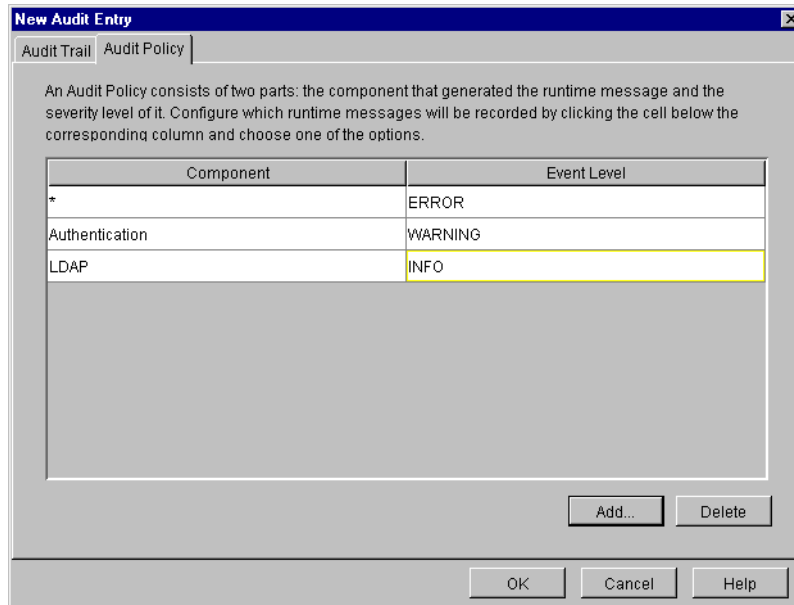 New Audit Entry
Audit Trail Audit Policy
An Audit Policy consists of two parts: the component that generated the runtime message and the
severity level of it. Configure which runtime messages will be recorded by clicking the cell below the
corresponding column and choose one of the options.
Component Event Level
* ERROR
Authentication WARNING
LDAP INFO
Add... Delete
OK Cancel Help